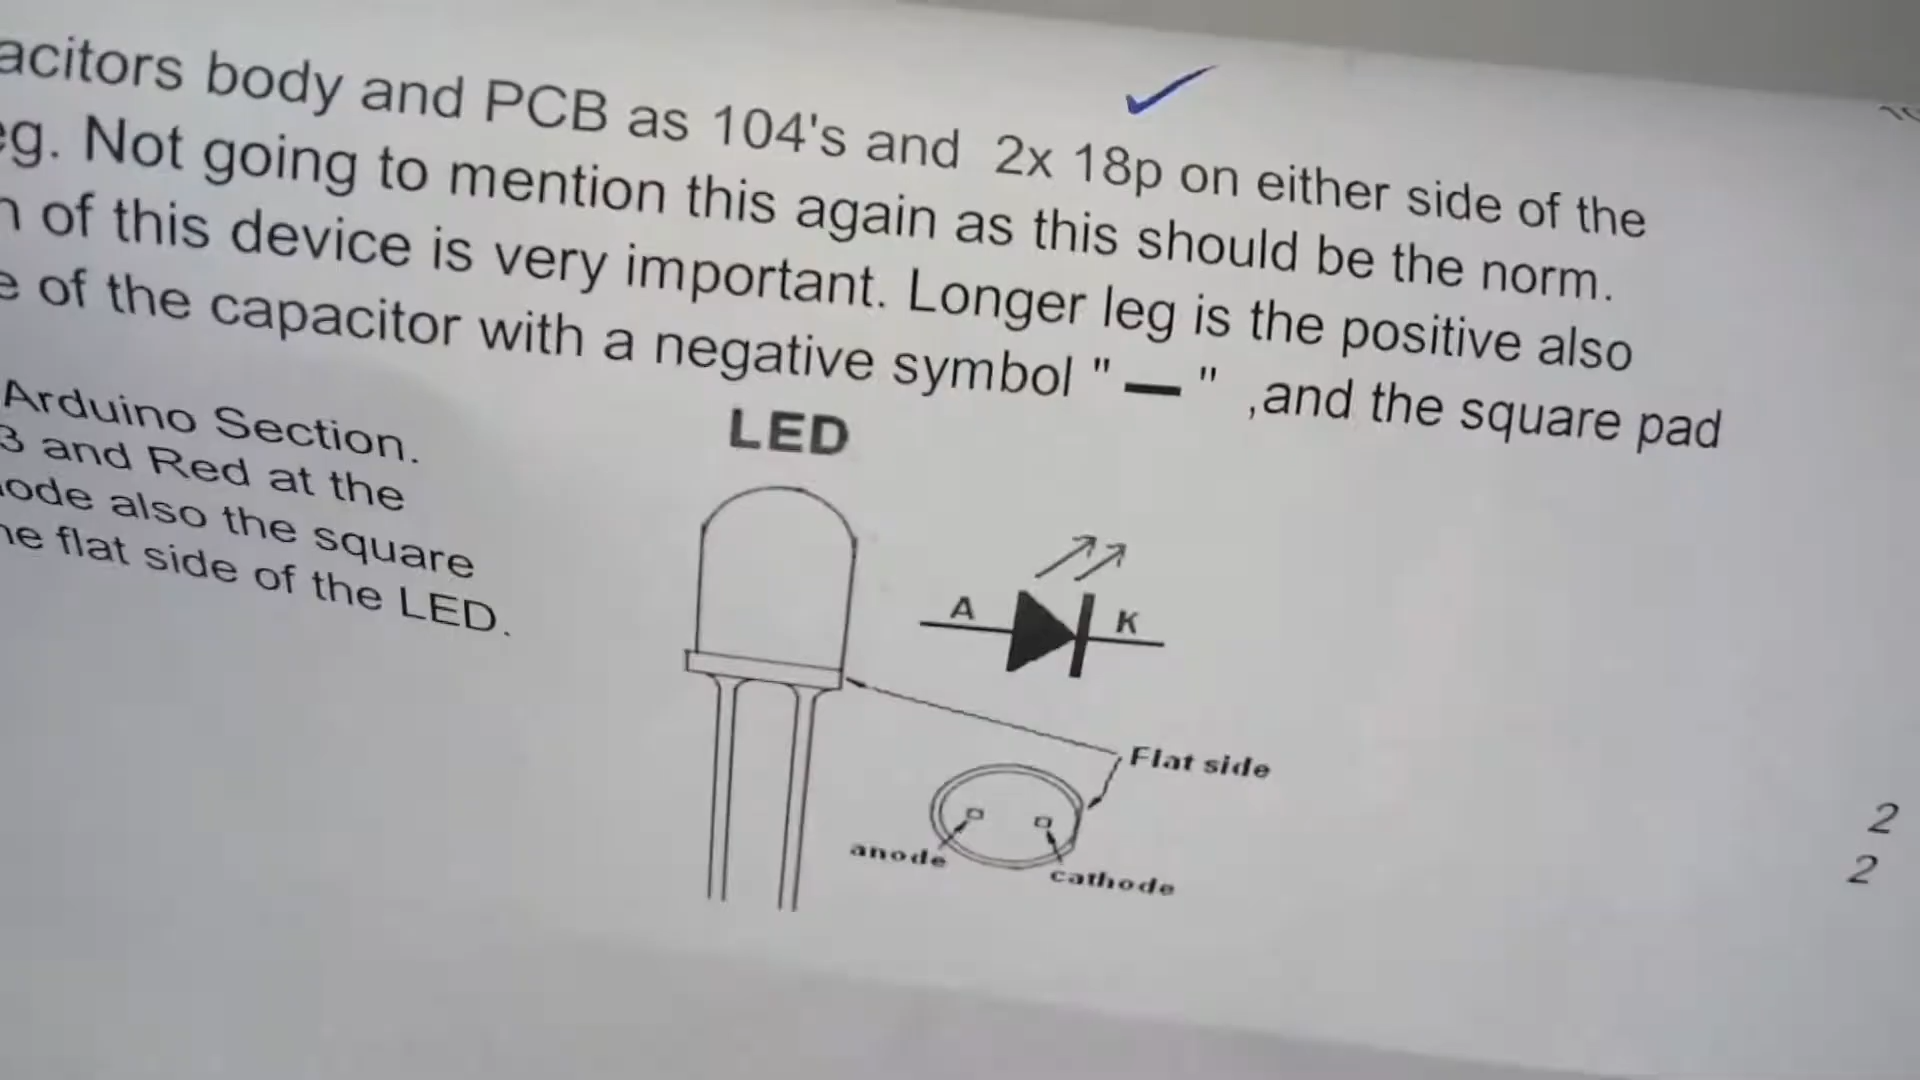 body and PCB as 104's and 2x 18p on either side of the
Not going to mention this again as this should be the norm.
of this device is very important. Longer leg is the positive also
of the capacitor with a negative symbol "—" ,and the square pad
Arduino Section.
3 and Red at the
also the square
flat side of the LED.
LED
A
K
Flat side
anode
cathode
2
2